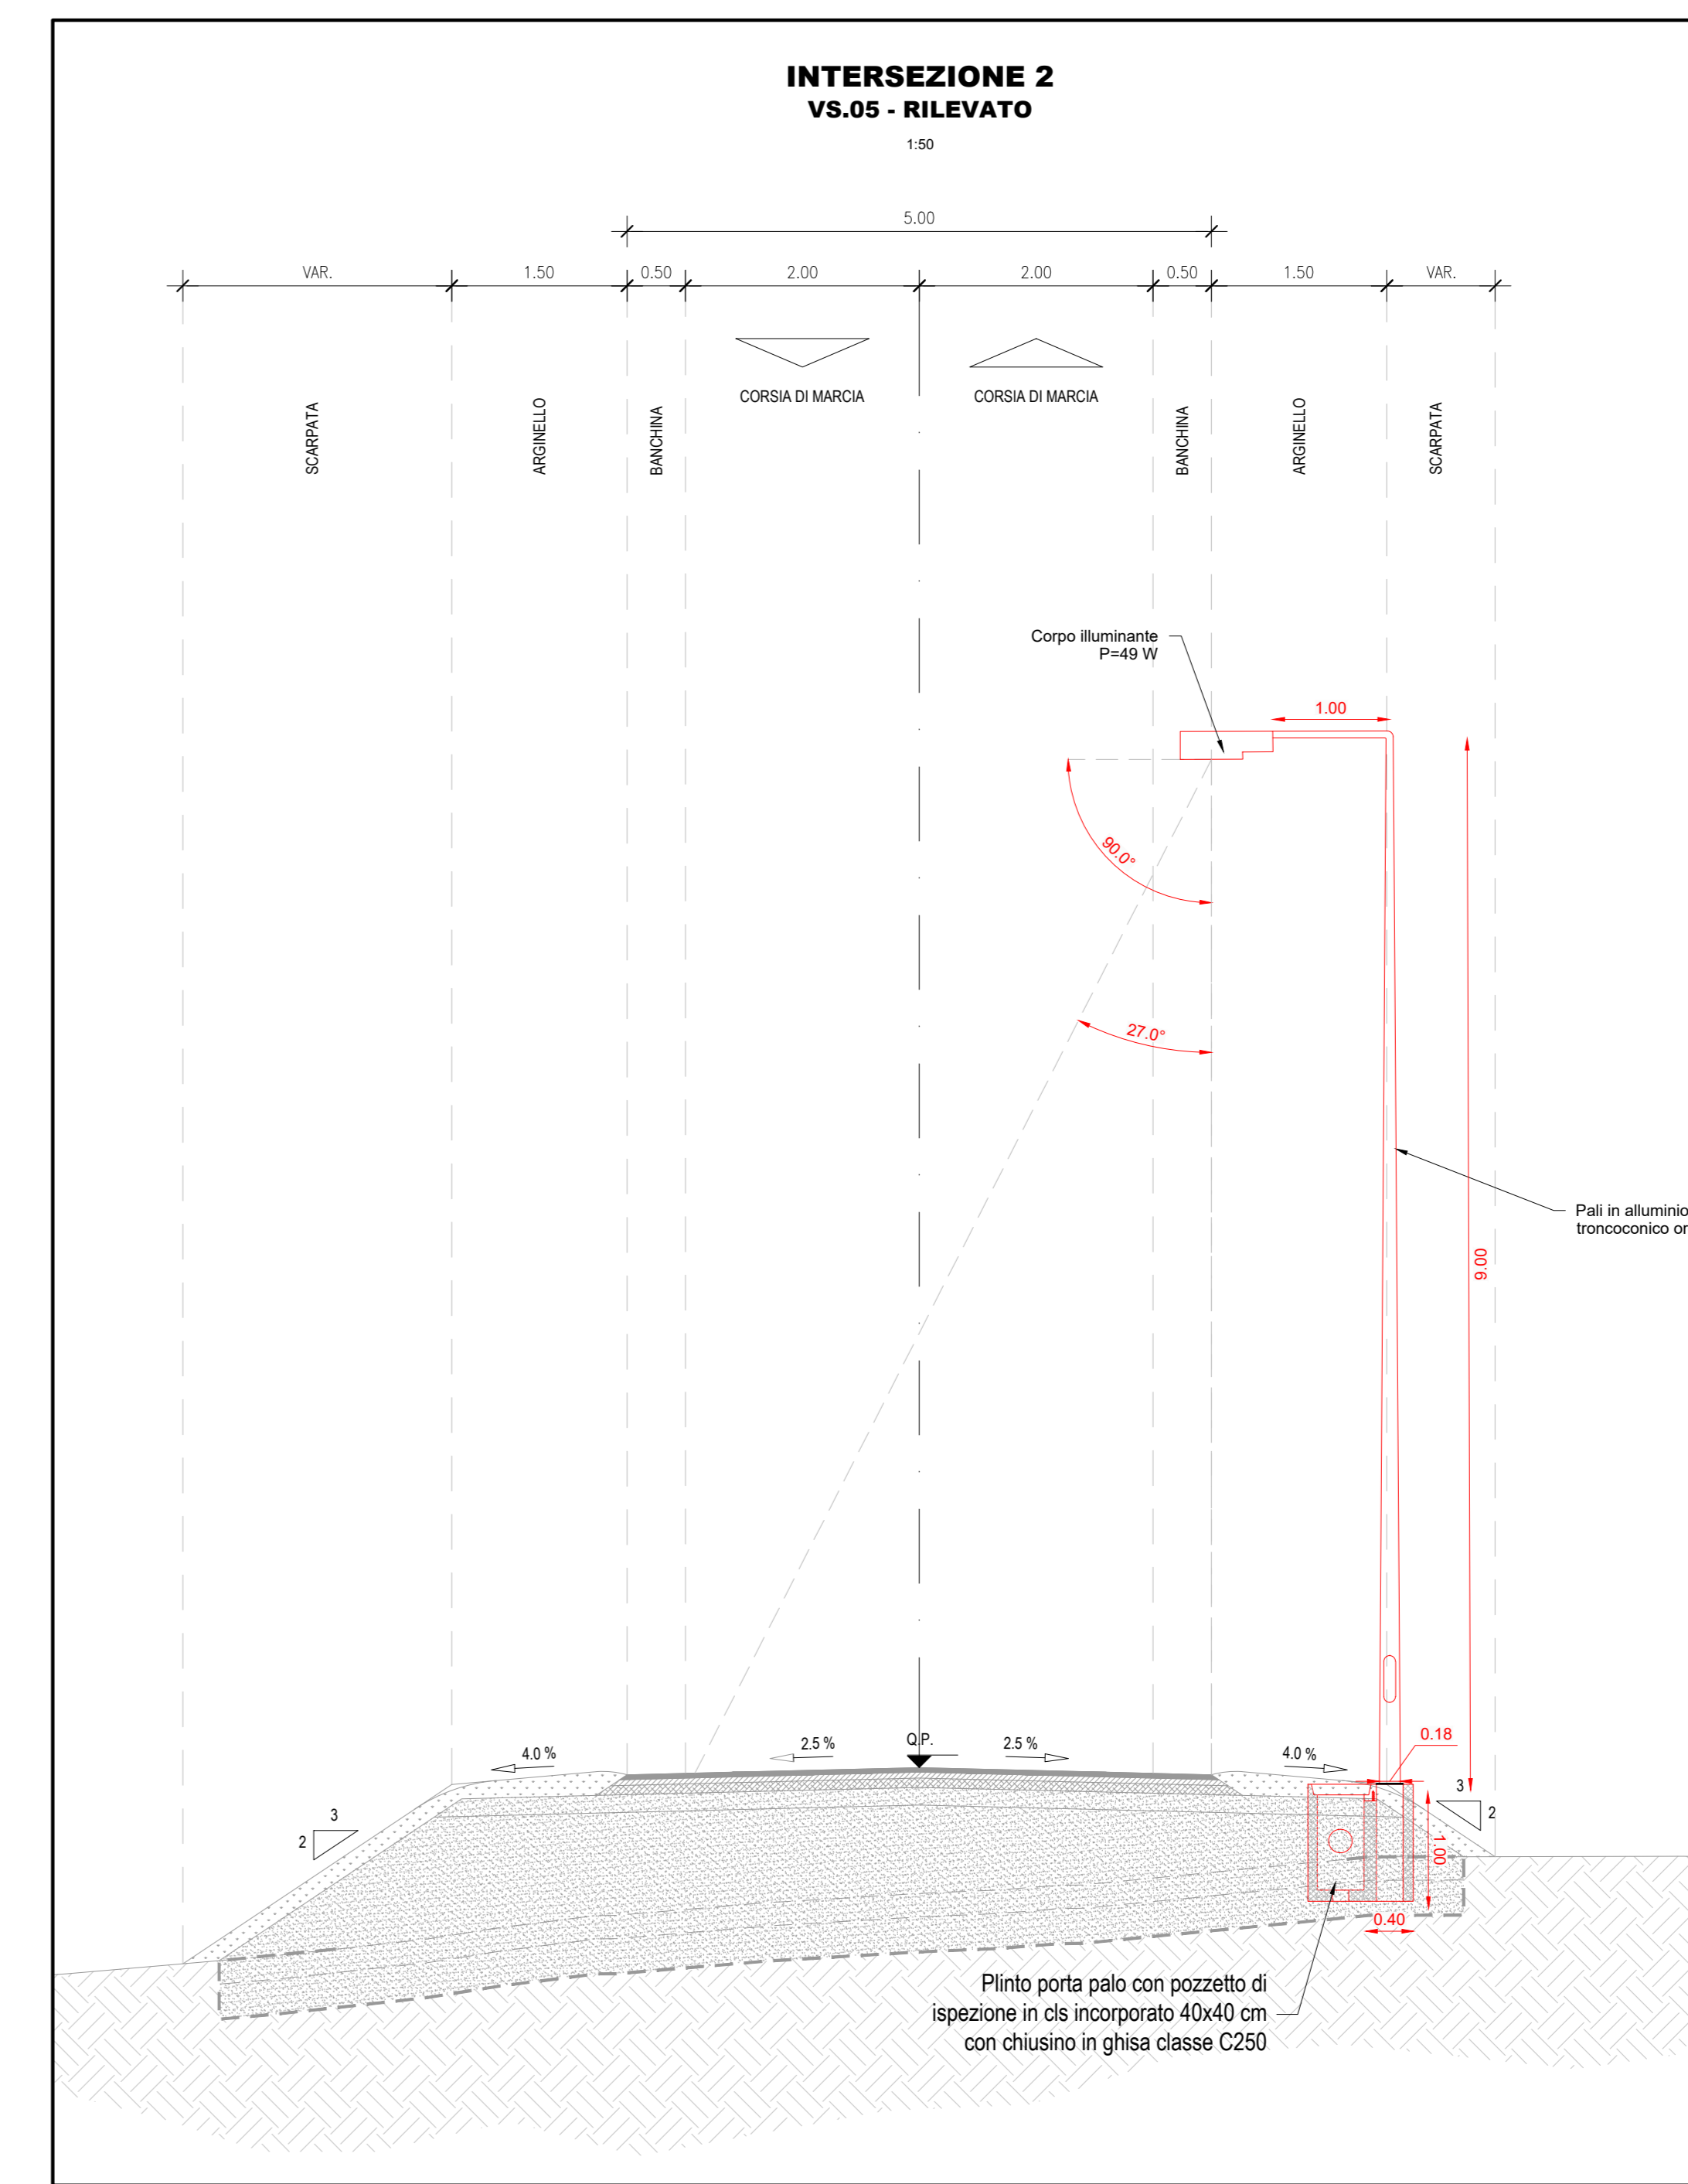 INTERSEZIONE 2
VS.05 - RILEVATO
1:50
5.00
VAR.
1.50
0.50
2.00
2.00
0.50
1.50
VAR.
SCARPATA
ARGINELLO
BANCHINA
CORSIA DI MARCIA
CORSIA DI MARCIA
BANCHINA
ARGINELLO
SCARPATA
Corpo illuminante
P=49 W
1.00
90.0°
27.0°
Pali in alluminio
troncoconico
9.00
4.0 %
2.5 %
Q.P.
2.5 %
4.0 %
0.18
3
2
3
2
1.00
0.40
Plinto porta palo con pozzetto di
ispezione in cls incorporato 40x40 cm
con chiusino in ghisa classe C250